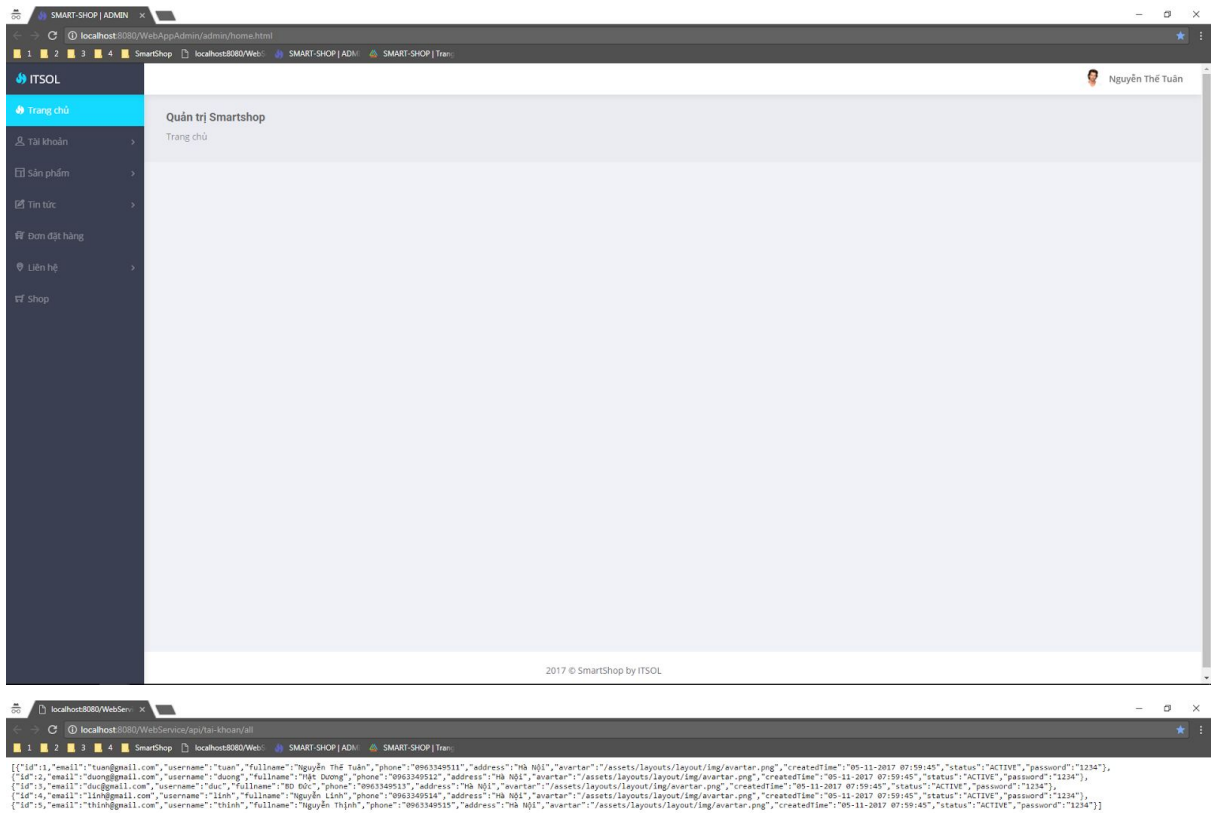 SMART-SHOP | ADMIN
localhost:8080/WebAppAdmin/admin/home.html
1 2 3 4 SmartShop localhost:8080/WebS SMART-SHOP | ADMI SMART-SHOP | Trang
ITSOL
Nguyễn Thế Tuân
Trang chủ
Tài khoản
Sản phẩm
Tin tức
Đơn đặt hàng
Liên hệ
Shop
Quản trị Smartshop
Trang chủ
2017 © SmartShop by ITSOL
localhost:8080/WebServi
localhost:8080/WebService/api/tai-khoan/all
1 2 3 4 SmartShop localhost:8080/WebS SMART-SHOP | ADMI SMART-SHOP | Trang
[{"id":1,"email":"tuan@gmail.com","username":"tuan","fullname":"Nguyễn Thế Tuân","phone":"0963349511","address":"Hà Nội","avartar":"/assets/layouts/layout/img/avartar.png","createdTime":"05-11-2017 07:59:45","status":"ACTIVE","password":"1234"},
{"id":2,"email":"duong@gmail.com","username":"duong","fullname":"Mật Dương","phone":"0963349512","address":"Hà Nội","avartar":"/assets/layouts/layout/img/avartar.png","createdTime":"05-11-2017 07:59:45","status":"ACTIVE","password":"1234"},
{"id":3,"email":"duc@gmail.com","username":"duc","fullname":"BD Đức","phone":"0963349513","address":"Hà Nội","avartar":"/assets/layouts/layout/img/avartar.png","createdTime":"05-11-2017 07:59:45","status":"ACTIVE","password":"1234"},
{"id":4,"email":"linh@gmail.com","username":"linh","fullname":"Nguyễn Linh","phone":"0963349514","address":"Hà Nội","avartar":"/assets/layouts/layout/img/avartar.png","createdTime":"05-11-2017 07:59:45","status":"ACTIVE","password":"1234"},
{"id":5,"email":"thinh@gmail.com","username":"thinh","fullname":"Nguyễn Thịnh","phone":"0963349515","address":"Hà Nội","avartar":"/assets/layouts/layout/img/avartar.png","createdTime":"05-11-2017 07:59:45","status":"ACTIVE","password":"1234"}]